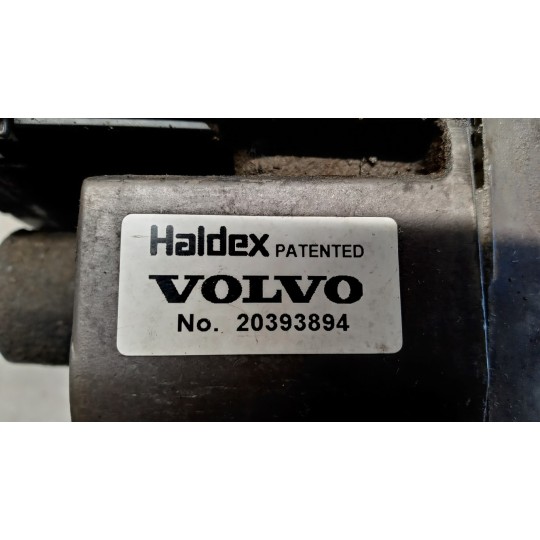 Haldex PATENTED
VOLVO
No. 20393894